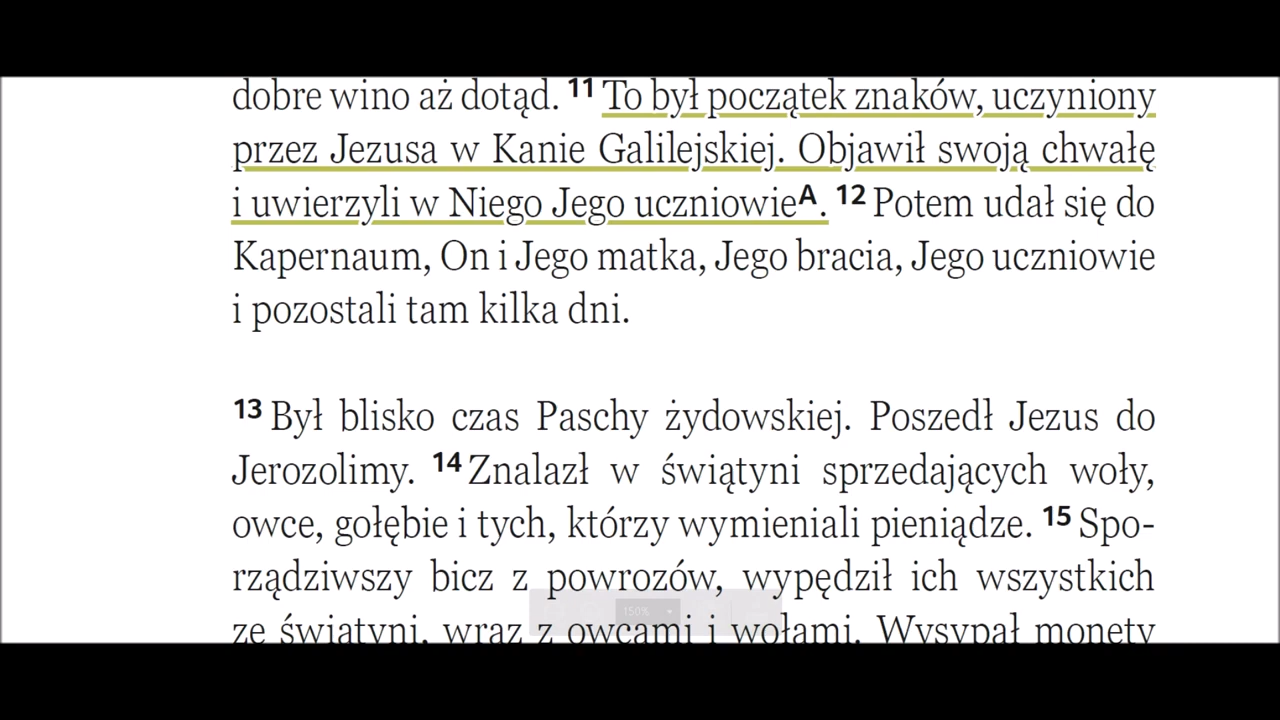 dobre wino aż dotąd. 11 To był początek znaków, uczyniony
przez Jezusa w Kanie Galilejskiej. Objawił swoją chwałę
i uwierzyli w Niego Jego uczniowieA. 12 Potem udał się do
Kapernaum, On i Jego matka, Jego bracia, Jego uczniowie
i pozostali tam kilka dni.
13 Był blisko czas Paschy żydowskiej. Poszedł Jezus do
Jerozolimy. 14 Znalazł w świątyni sprzedających woły,
owce, gołębie i tych, którzy wymieniali pieniądze. 15 Spo-
rządziwszy bicz z powrozów, wypędził ich wszystkich
150%
ze świątyni, wraz z owcami i wołami. Wysypał monety